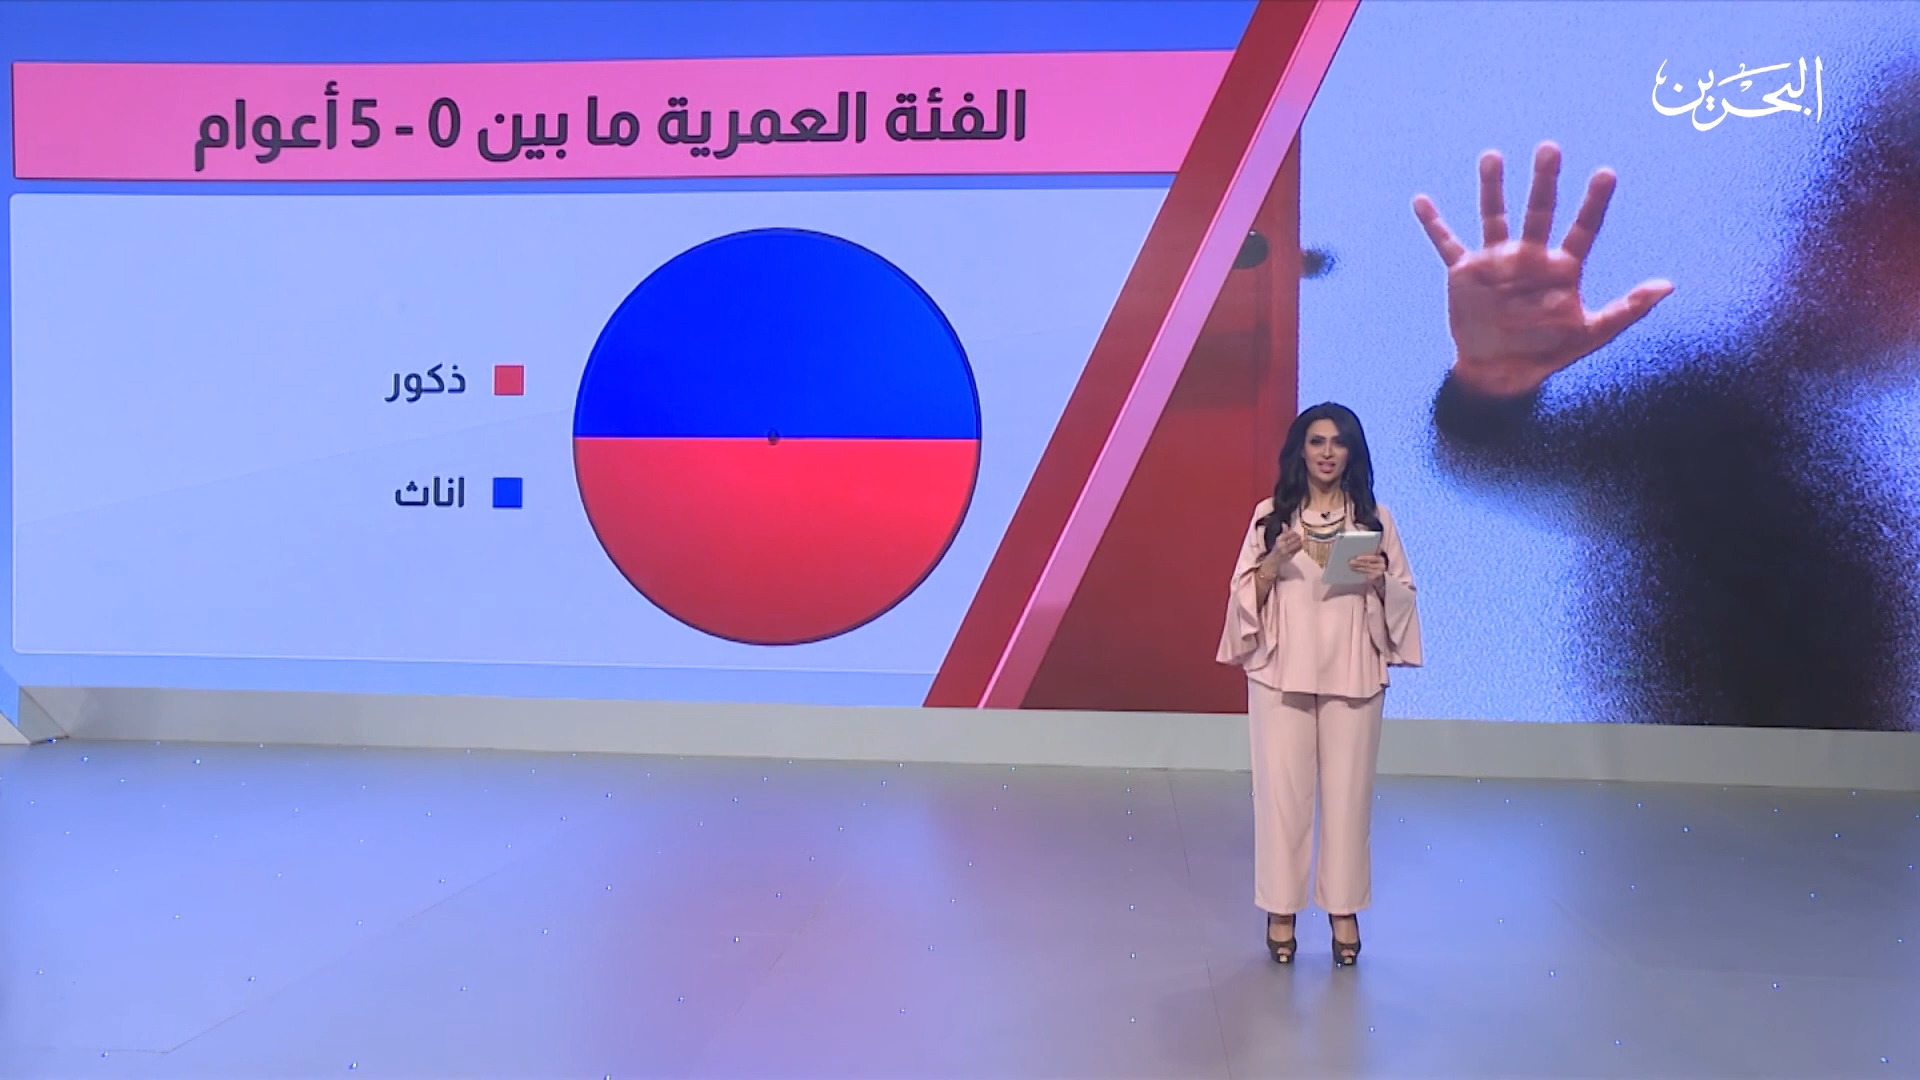 البحرين
الفئة العمرية ما بين 0 - 5 أعوام
ذكور
اناث